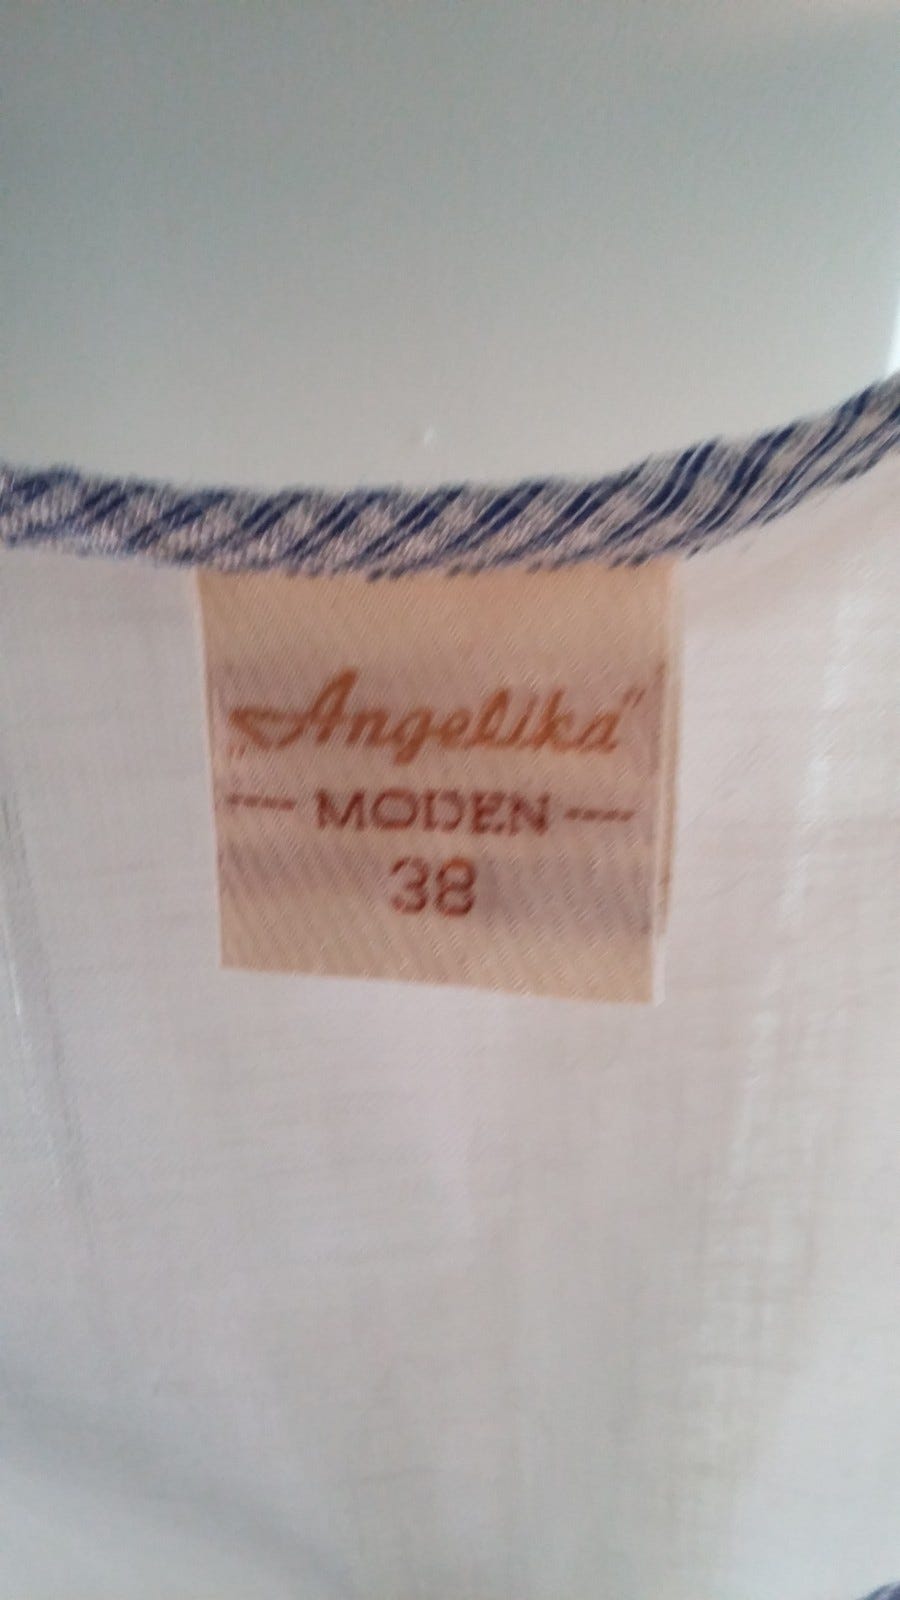 „Angelika"
---- MODEN ----
38